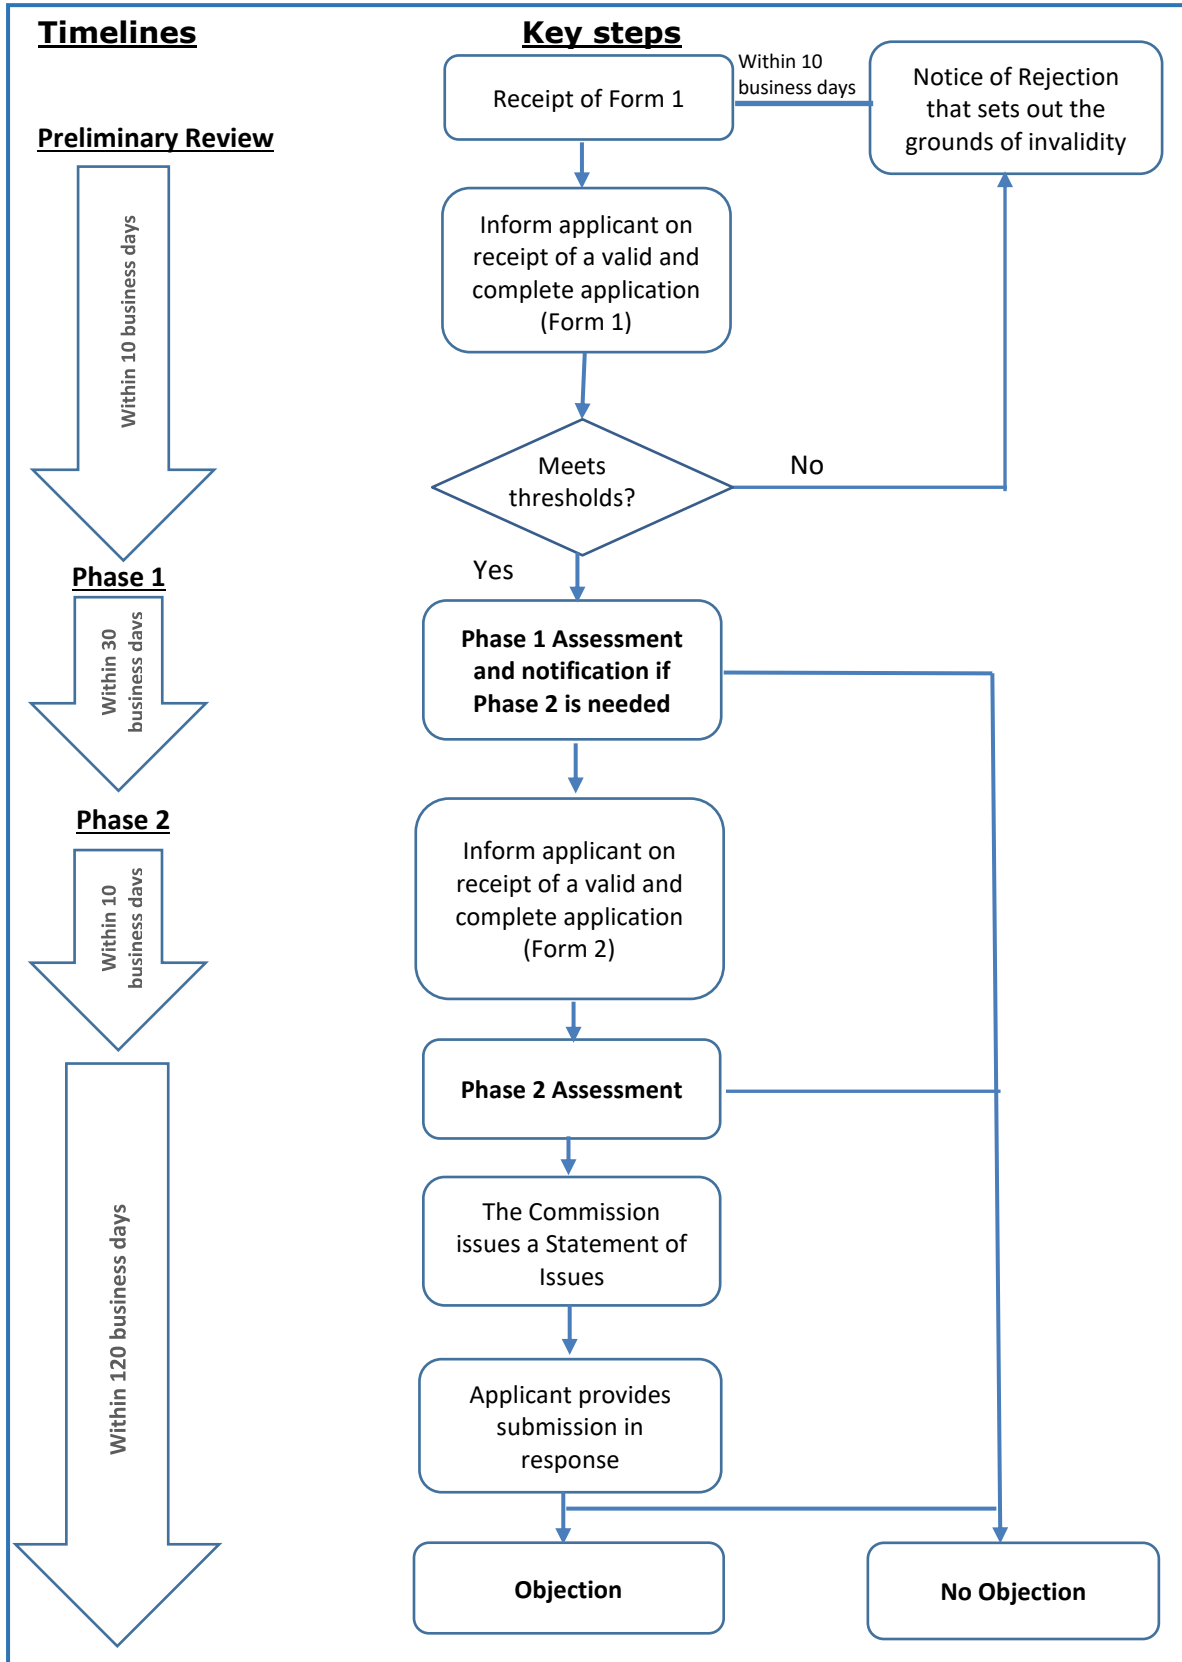 Timelines
Key steps
Receipt of Form 1
Within 10
business days
Notice of Rejection
that sets out the
grounds of invalidity
Preliminary Review
Within 10 business days
Inform applicant on
receipt of a valid and
complete application
(Form 1)
Meets
thresholds?
No
Yes
Phase 1
Within 30
business days
Phase 1 Assessment
and notification if
Phase 2 is needed
Phase 2
Within 10
business days
Inform applicant on
receipt of a valid and
complete application
(Form 2)
Phase 2 Assessment
Within 120 business days
The Commission
issues a Statement of
Issues
Applicant provides
submission in
response
Objection
No Objection